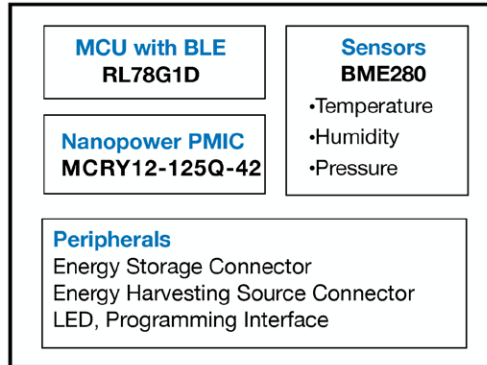 MCU with BLE
RL78G1D
Nanopower PMIC
MCRY12-125Q-42
Sensors
BME280
•Temperature
•Humidity
•Pressure
Peripherals
Energy Storage Connector
Energy Harvesting Source Connector
LED, Programming Interface